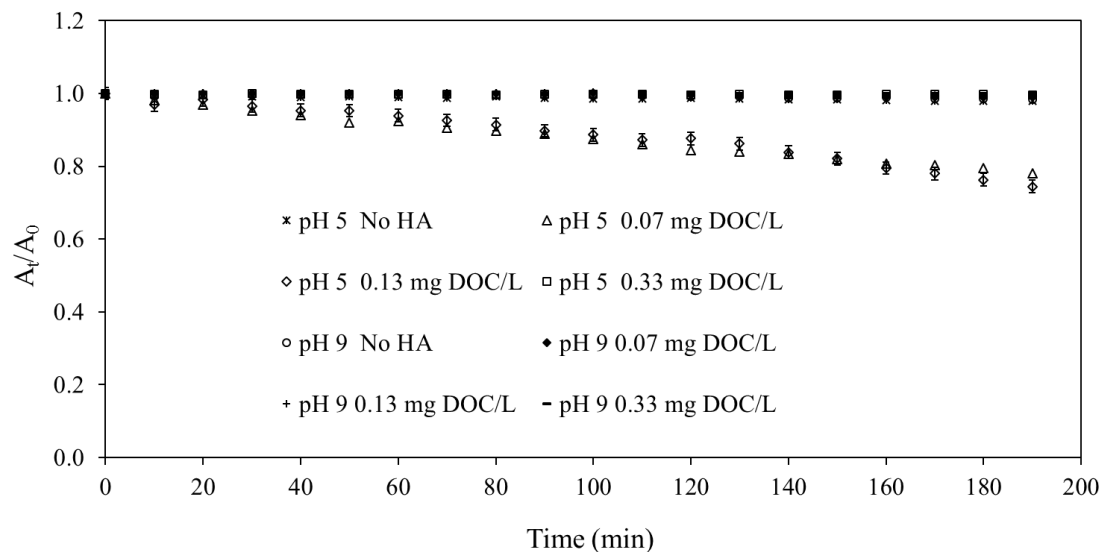 1.2
1.0
0.8
0.6
0.4
0.2
0.0
At/A0
pH 5  No HA
pH 5  0.07 mg DOC/L
pH 5  0.13 mg DOC/L
pH 5  0.33 mg DOC/L
pH 9  No HA
pH 9 0.07 mg DOC/L
pH 9 0.13 mg DOC/L
pH 9 0.33 mg DOC/L
0 20 40 60 80 100 120 140 160 180 200
Time (min)